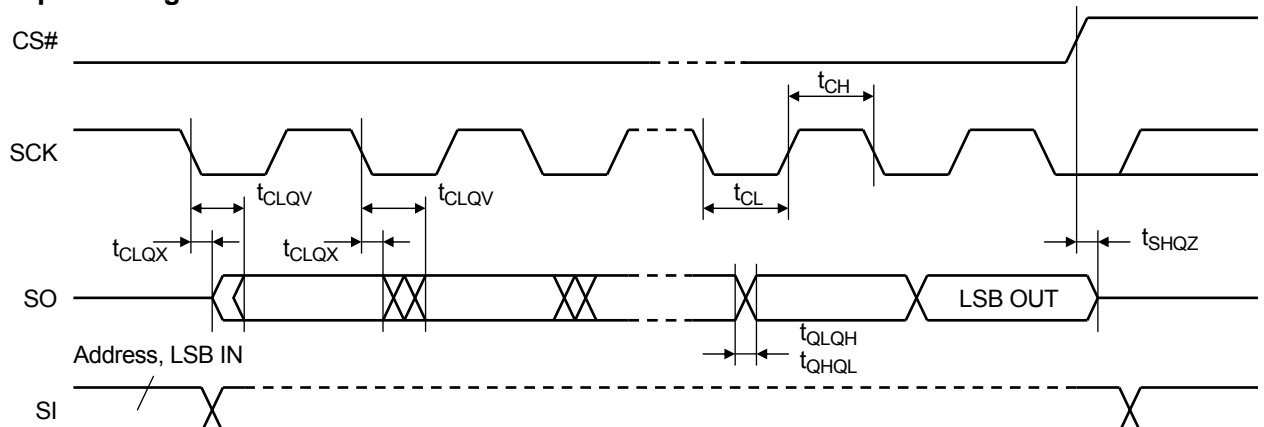 CS#
tCH
SCK
tCLQV
tCLQV
tCL
tCLQX
tCLQX
tSHQZ
SO
LSB OUT
tQLQH
tQHQL
Address, LSB IN
SI